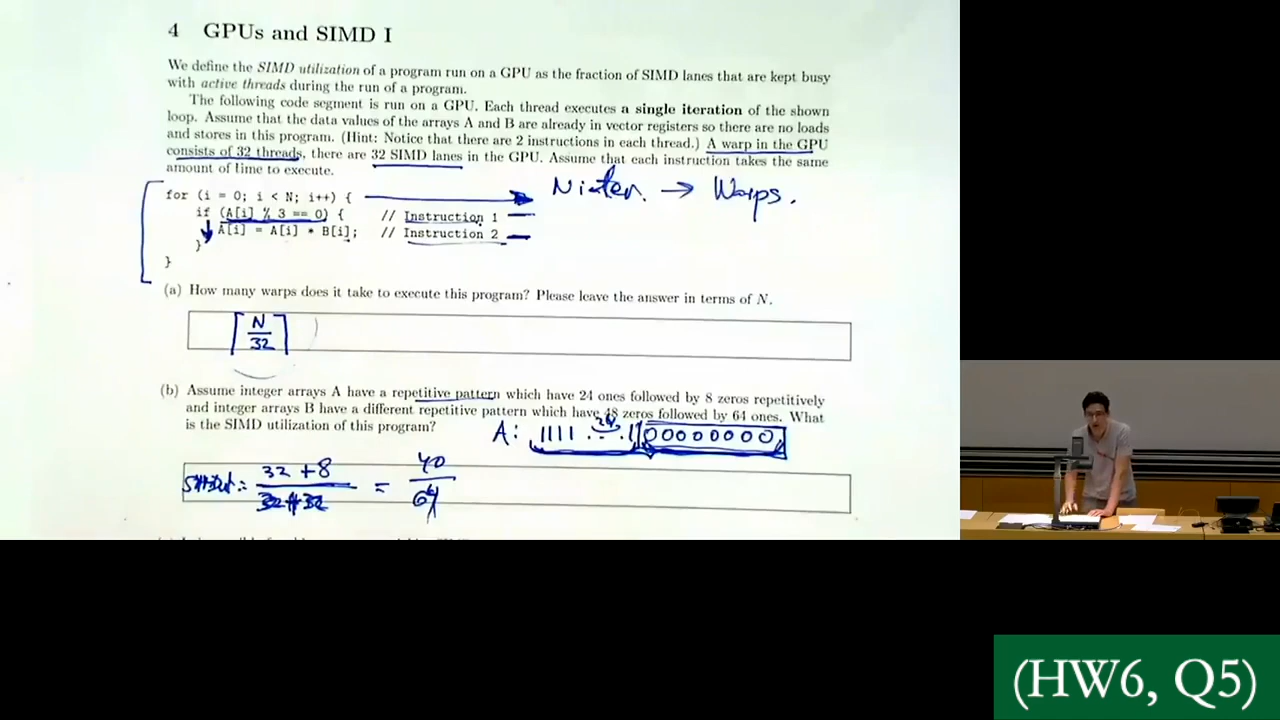 4 GPUs and SIMD I
We define the SIMD utilization of a program run on a GPU as the fraction of SIMD lanes that are kept busy
with active threads during the run of a program.
The following code segment is run on a GPU. Each thread executes a single iteration of the shown
loop. Assume that the data values of the arrays A and B are already in vector registers so there are no loads
and stores in this program. (Hint: Notice that there are 2 instructions in each thread.) A warp in the GPU
consists of 32 threads, there are 32 SIMD lanes in the GPU. Assume that each instruction takes the same
amount of time to execute.
for (i = 0; i < N; i++) {
N iter. → Warps.
if (A[i] % 3 == 0) { // Instruction 1
A[i] = A[i] * B[i]; // Instruction 2
}
}
(a) How many warps does it take to execute this program? Please leave the answer in terms of N.
⌈N/32⌉
(b) Assume integer arrays A have a repetitive pattern which have 24 ones followed by 8 zeros repetitively
and integer arrays B have a different repetitive pattern which have 48 zeros followed by 64 ones. What
is the SIMD utilization of this program?
A: 1111 ... 1 00000000
32 + 8 / 32 + 32 = 40 / 64
(HW6, Q5)